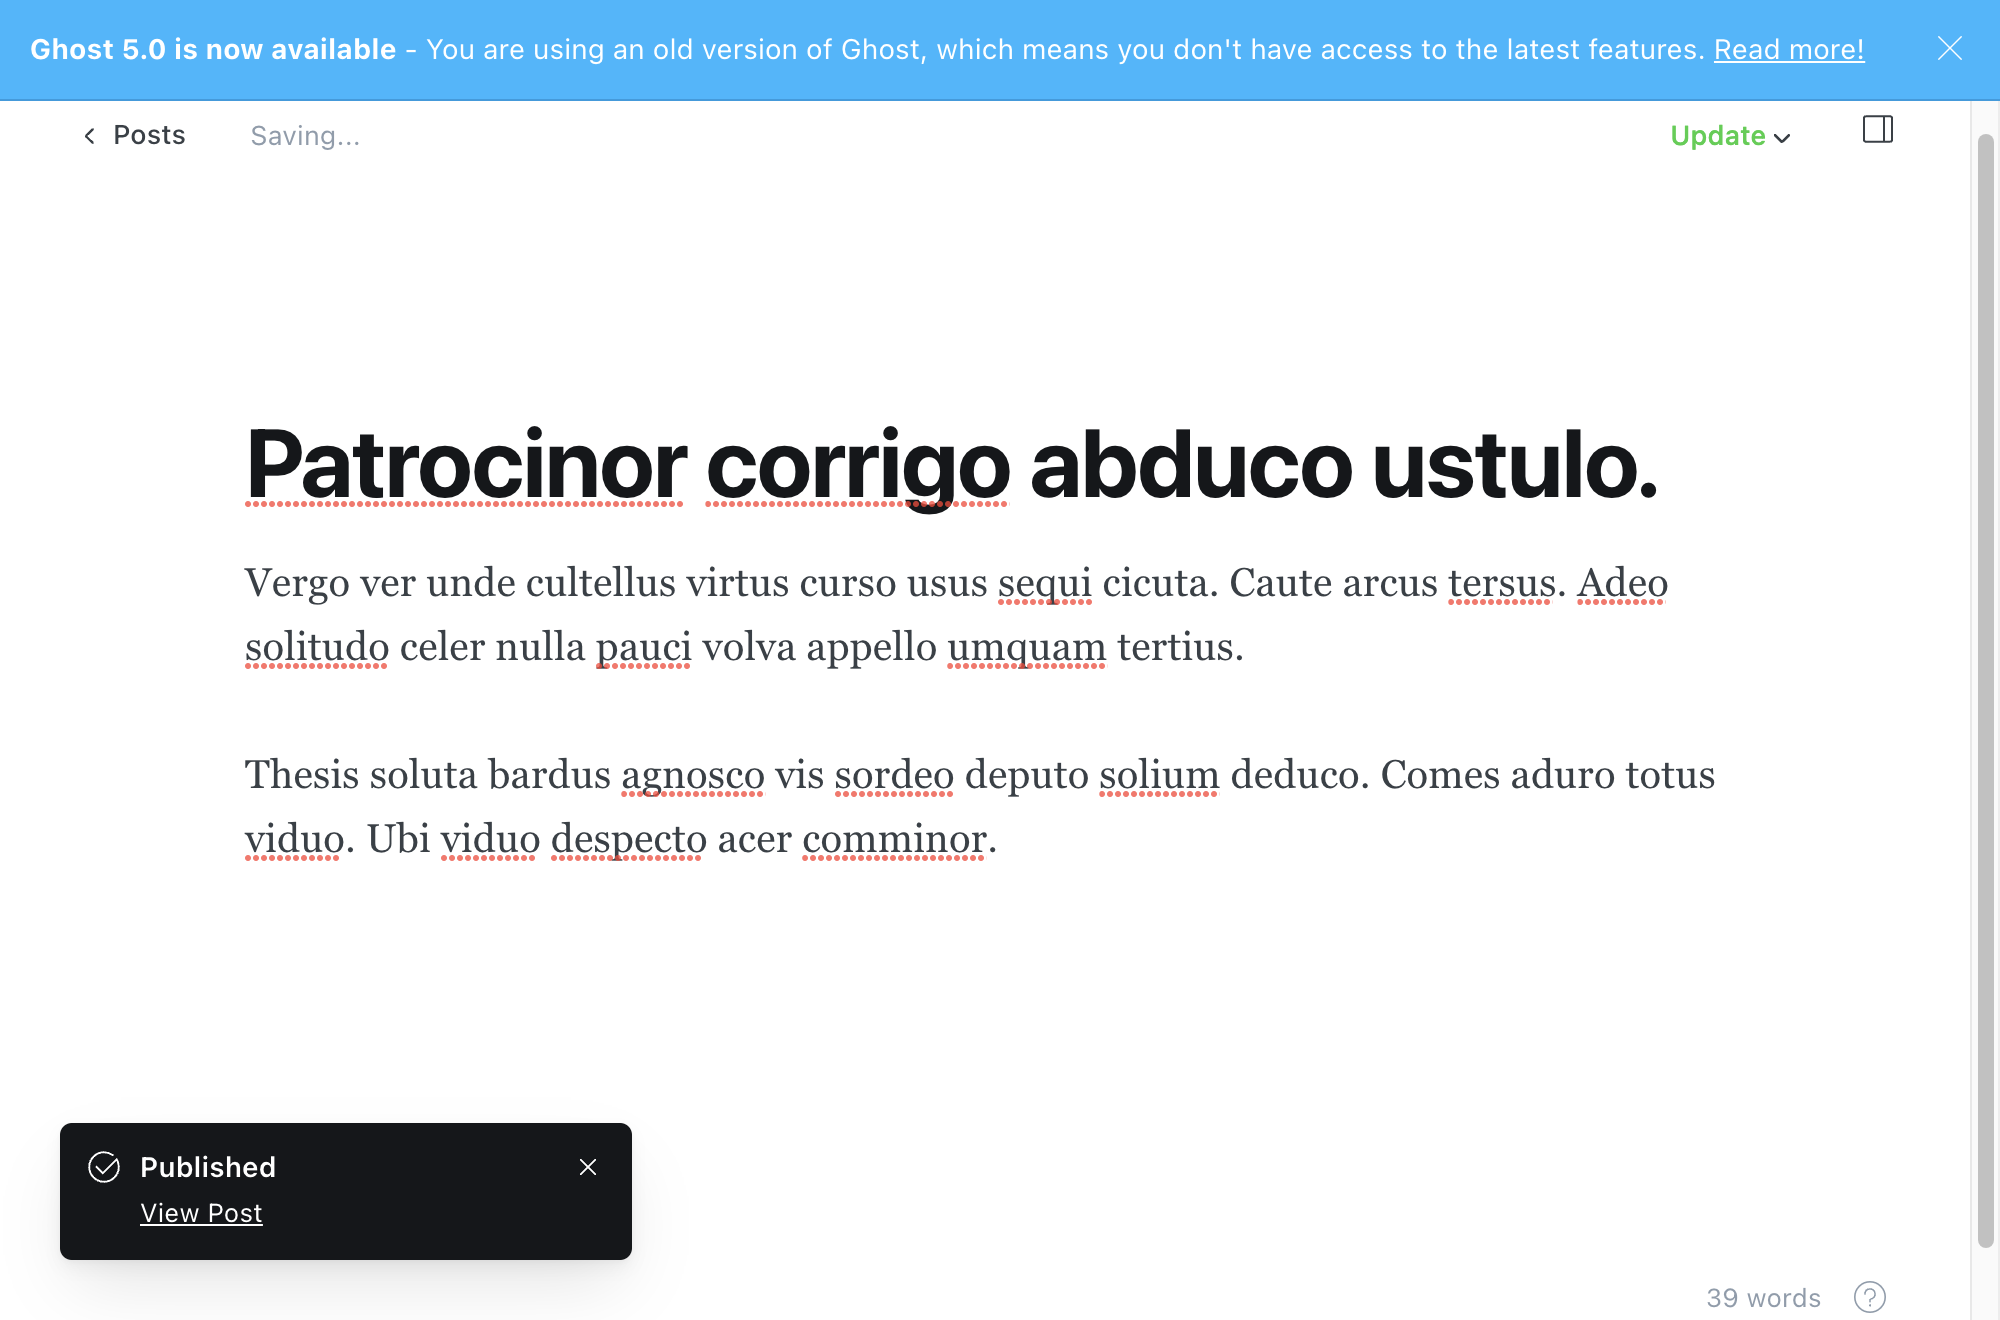 Ghost 5.0 is now available - You are using an old version of Ghost, which means you don't have access to the latest features. Read more!
Posts
Saving...
Update
Patrocinor corrigo abduco ustulo.
Vergo ver unde cultellus virtus curso usus sequi cicuta. Caute arcus tersus. Adeo
solitudo celer nulla pauci volva appello umquam tertius.
Thesis soluta bardus agnosco vis sordeo deputo solium deduco. Comes aduro totus
viduo. Ubi viduo despecto acer comminor.
Published
View Post
39 words
?